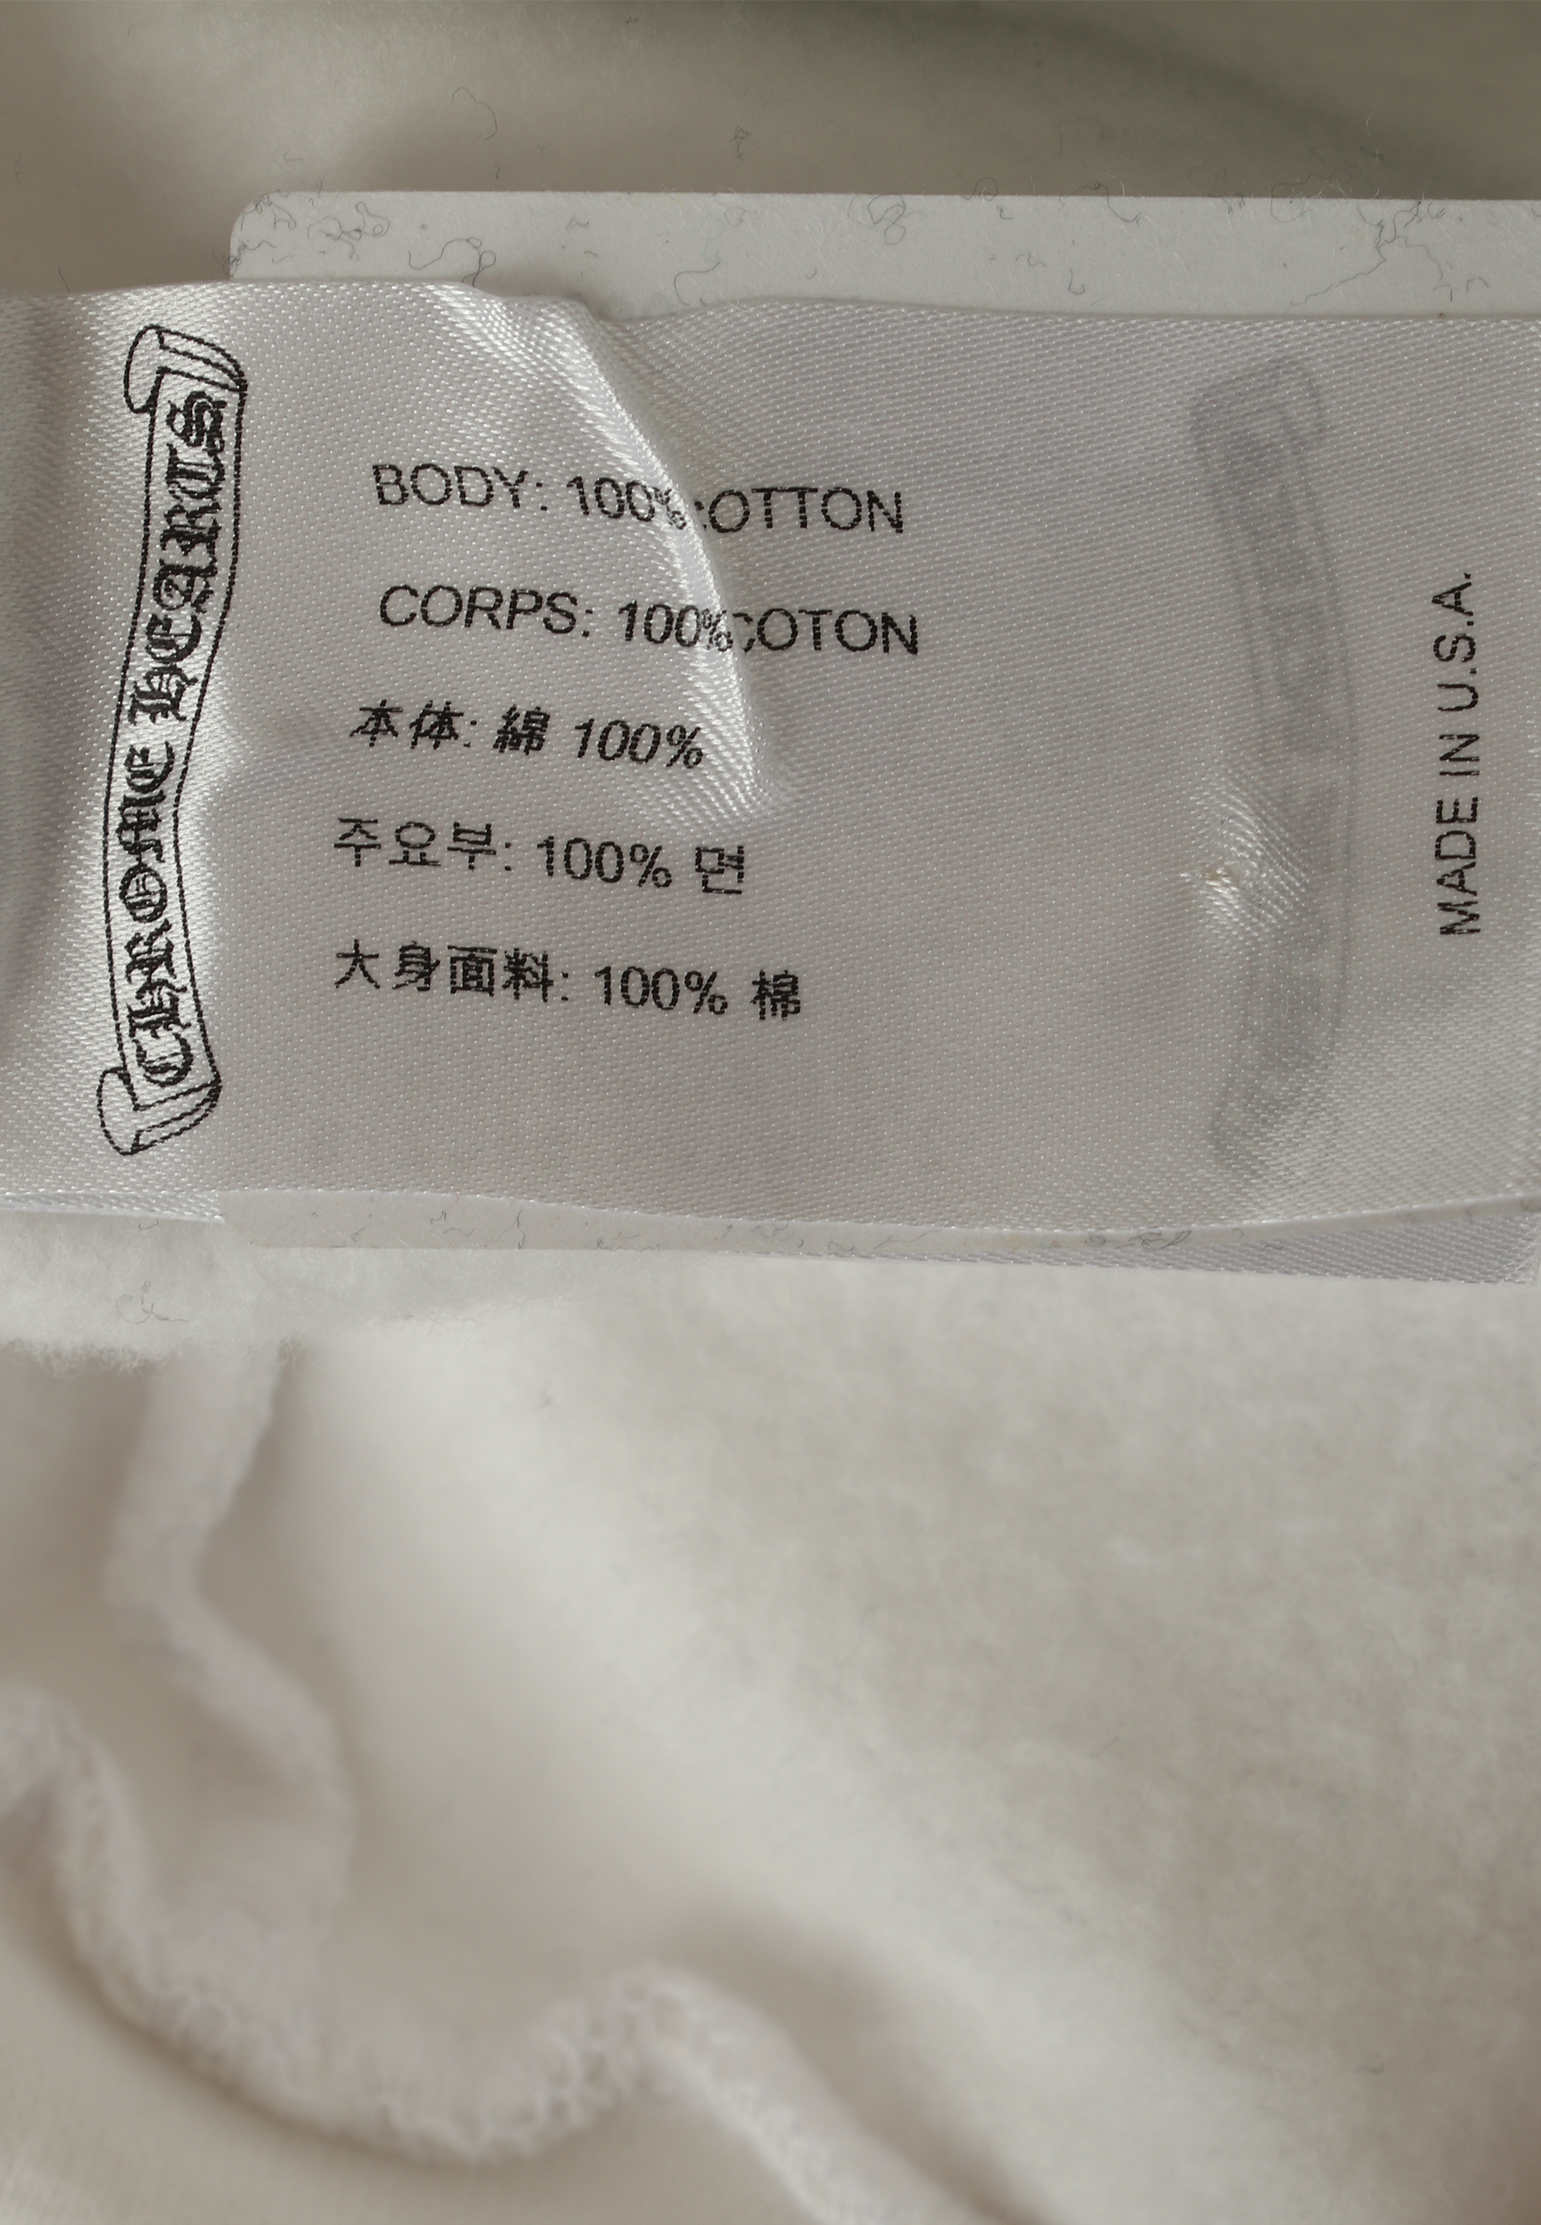 CHROME HEARTS
BODY: 100% COTTON
CORPS: 100% COTON
本体: 綿 100%
주요부: 100% 면
大身面料: 100% 棉
MADE IN U.S.A.